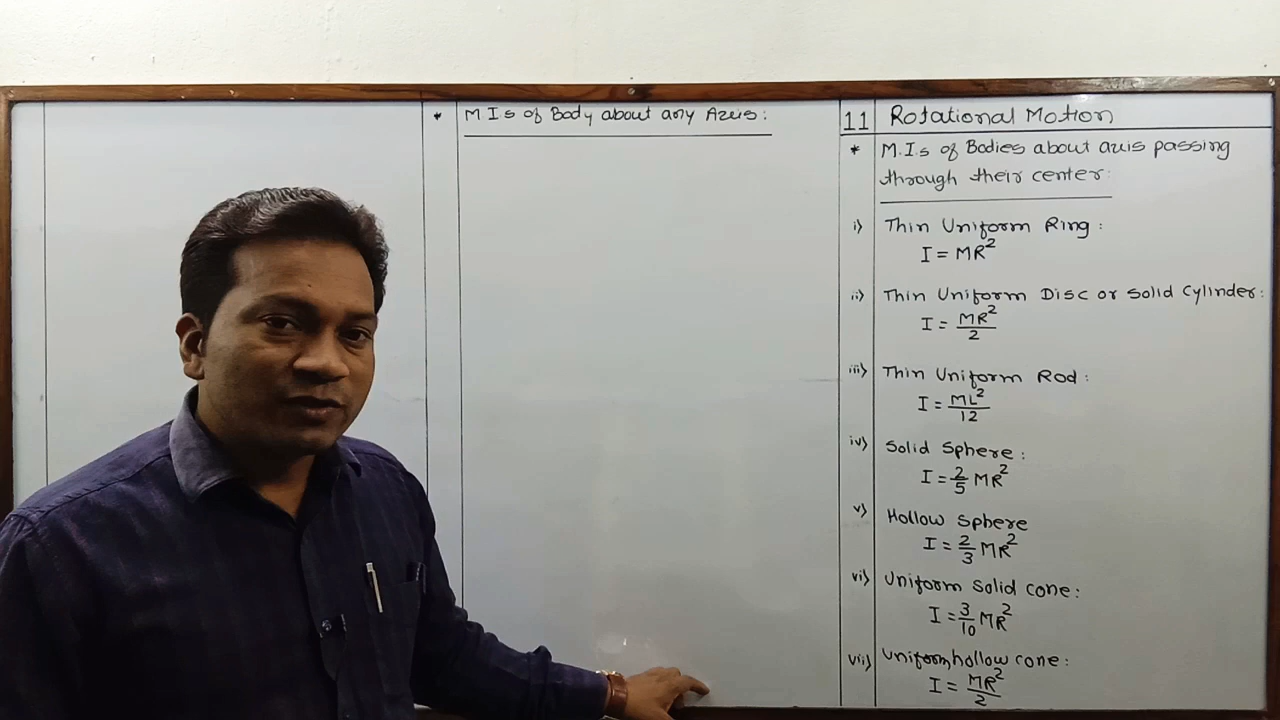 * M I s of Body about any Axis:
11 Rotational Motion
* M.I.s of Bodies about axis passing
through their center:
i) Thin Uniform Ring:
I = MR²
ii) Thin Uniform Disc or Solid Cylinder:
I = MR²/2
iii) Thin Uniform Rod:
I = ML²/12
iv) Solid Sphere:
I = 2/5 MR²
v) Hollow Sphere
I = 2/3 MR²
vi) Uniform Solid cone:
I = 3/10 MR²
vii) Uniform hollow cone:
I = MR²/2